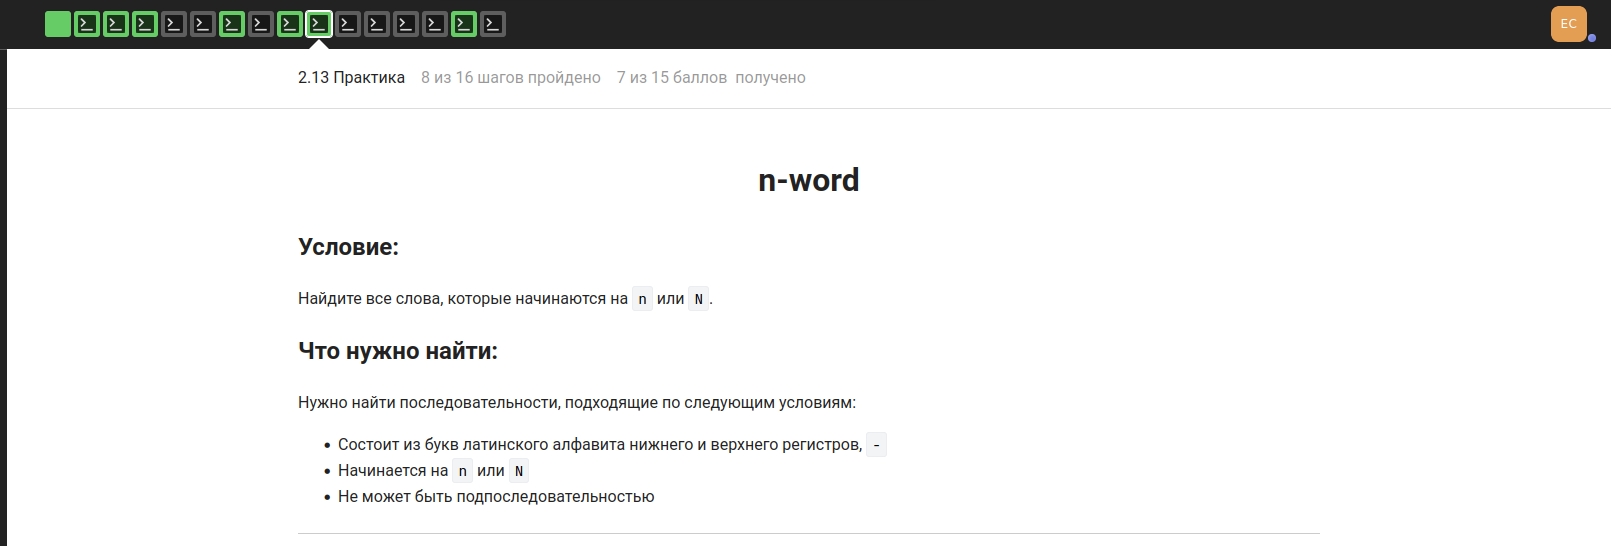 EC
2.13 Практика 8 из 16 шагов пройдено 7 из 15 баллов получено
n-word
Условие:
Найдите все слова, которые начинаются на n или N.
Что нужно найти:
Нужно найти последовательности, подходящие по следующим условиям:
• Состоит из букв латинского алфавита нижнего и верхнего регистров, -
• Начинается на n или N
• Не может быть подпоследовательностью